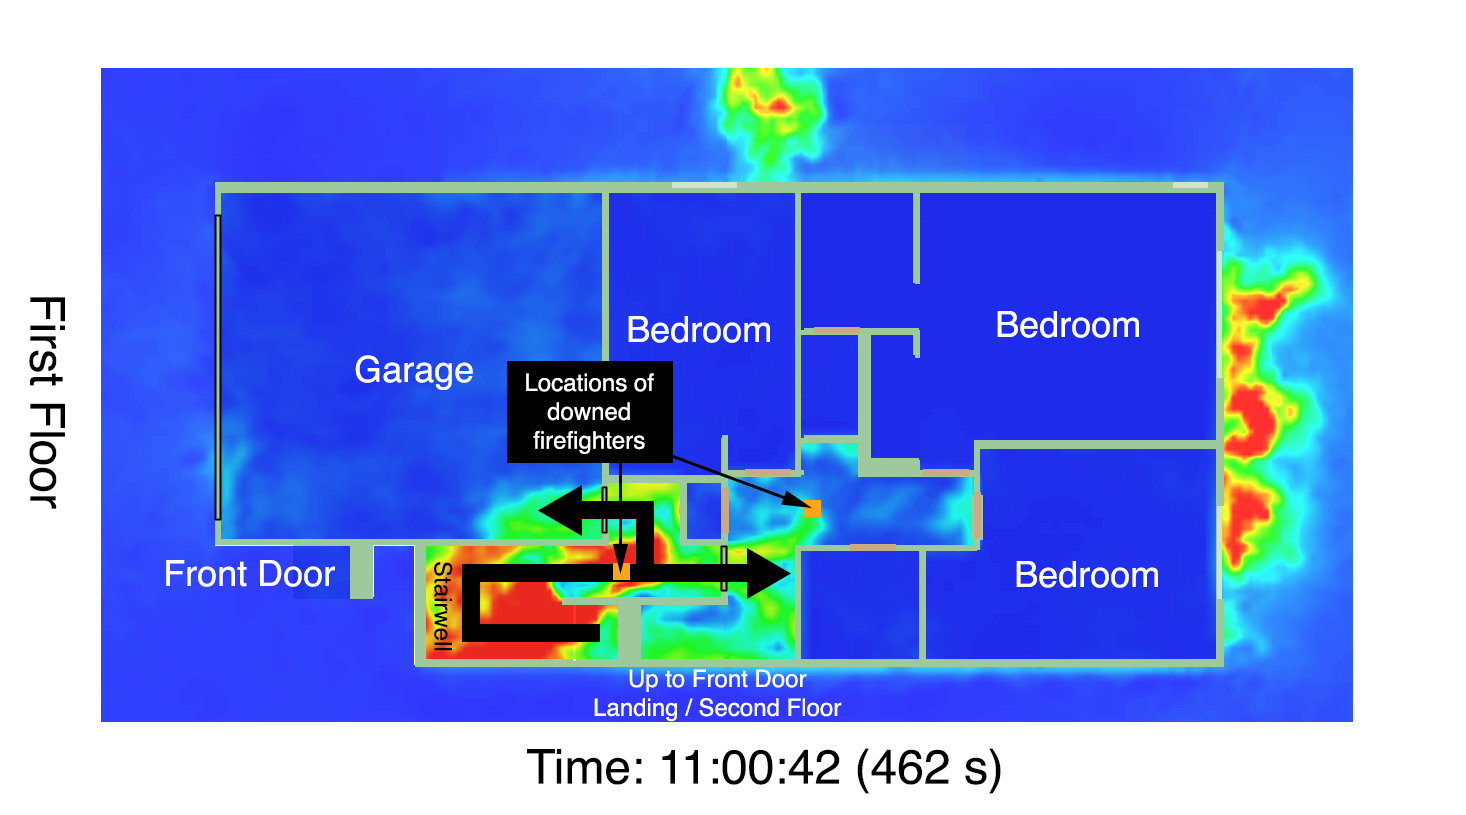 First Floor
Garage
Bedroom
Bedroom
Locations of
downed
firefighters
Front Door
Stairwell
Bedroom
Up to Front Door
Landing / Second Floor
Time: 11:00:42 (462 s)